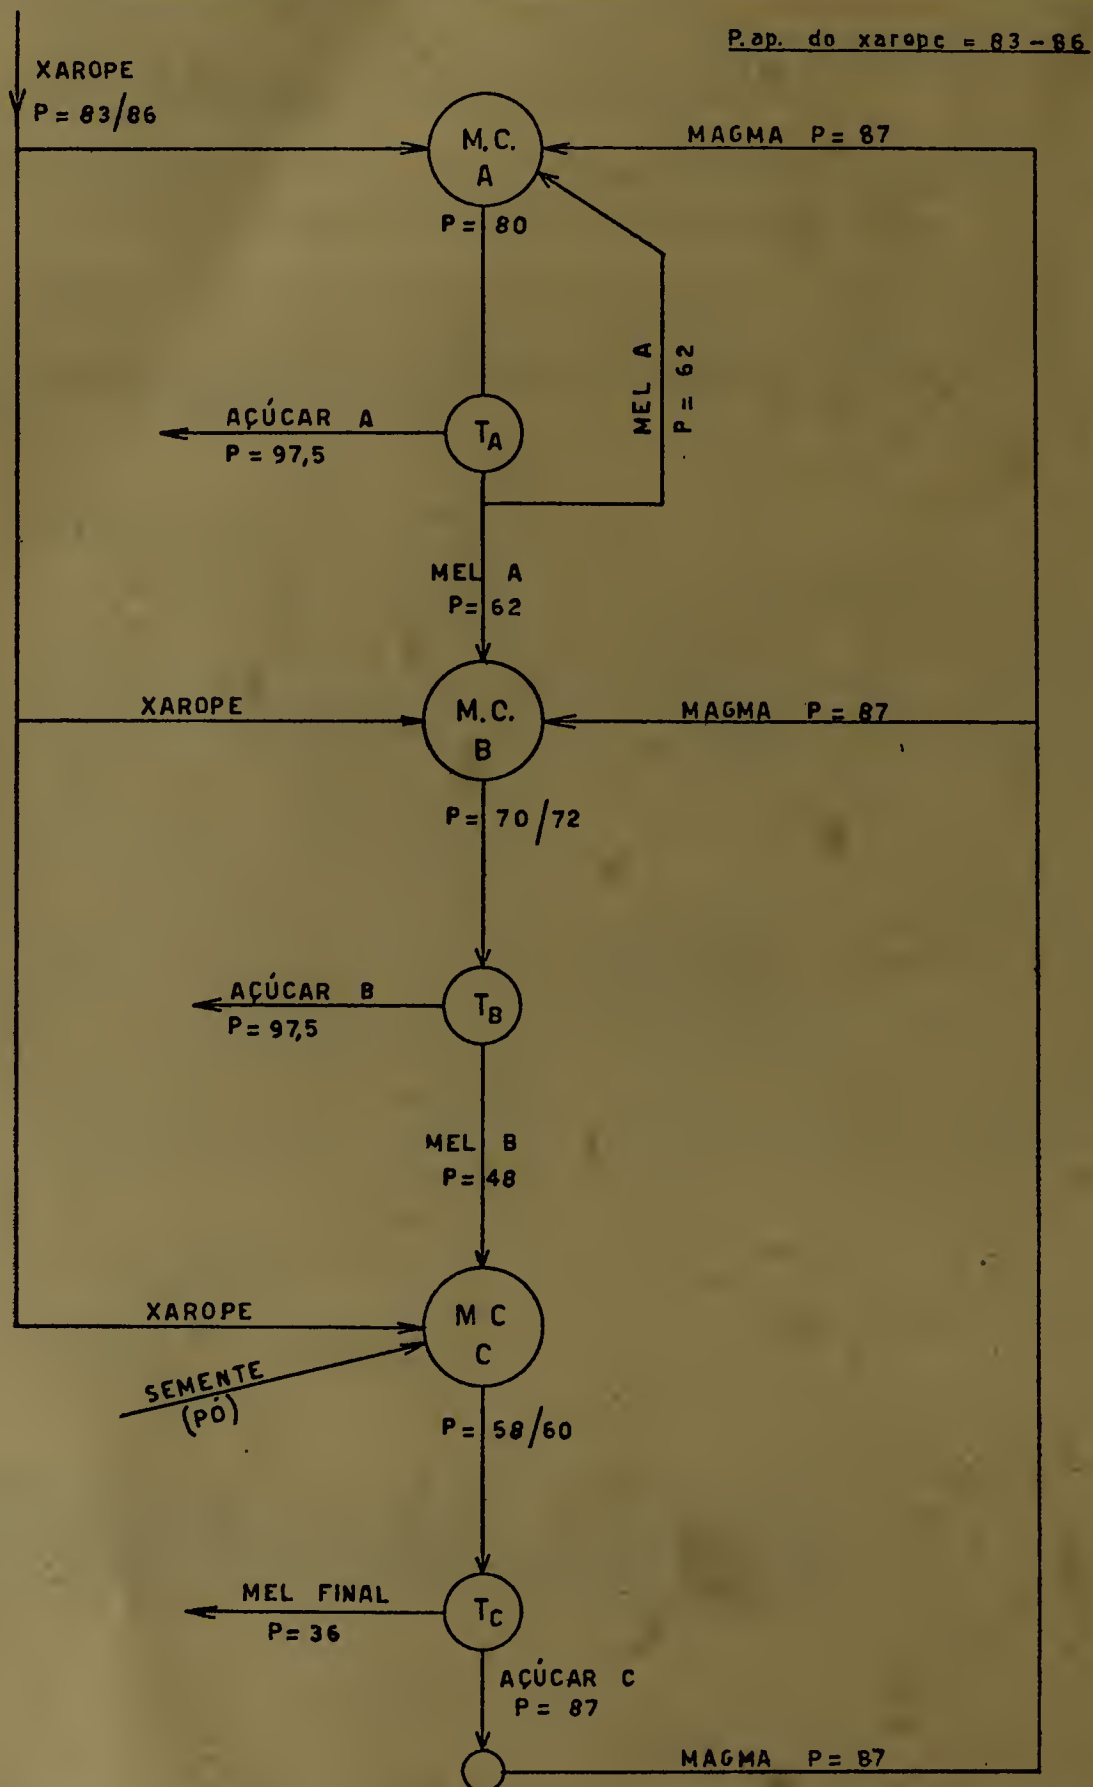 P.ap. do xarope = 83-86
XAROPE
P = 83/86
M.C.
A
MAGMA P = 87
P = 80
MEL A
P = 62
AÇÚCAR A
P = 97,5
TA
MEL A
P = 62
XAROPE
M.C.
B
MAGMA P = 87
P = 70/72
AÇÚCAR B
P = 97,5
TB
MEL B
P = 48
XAROPE
M C
C
SEMENTE
(PÓ)
P = 58/60
MEL FINAL
P = 36
TC
AÇÚCAR C
P = 87
MAGMA P = 87